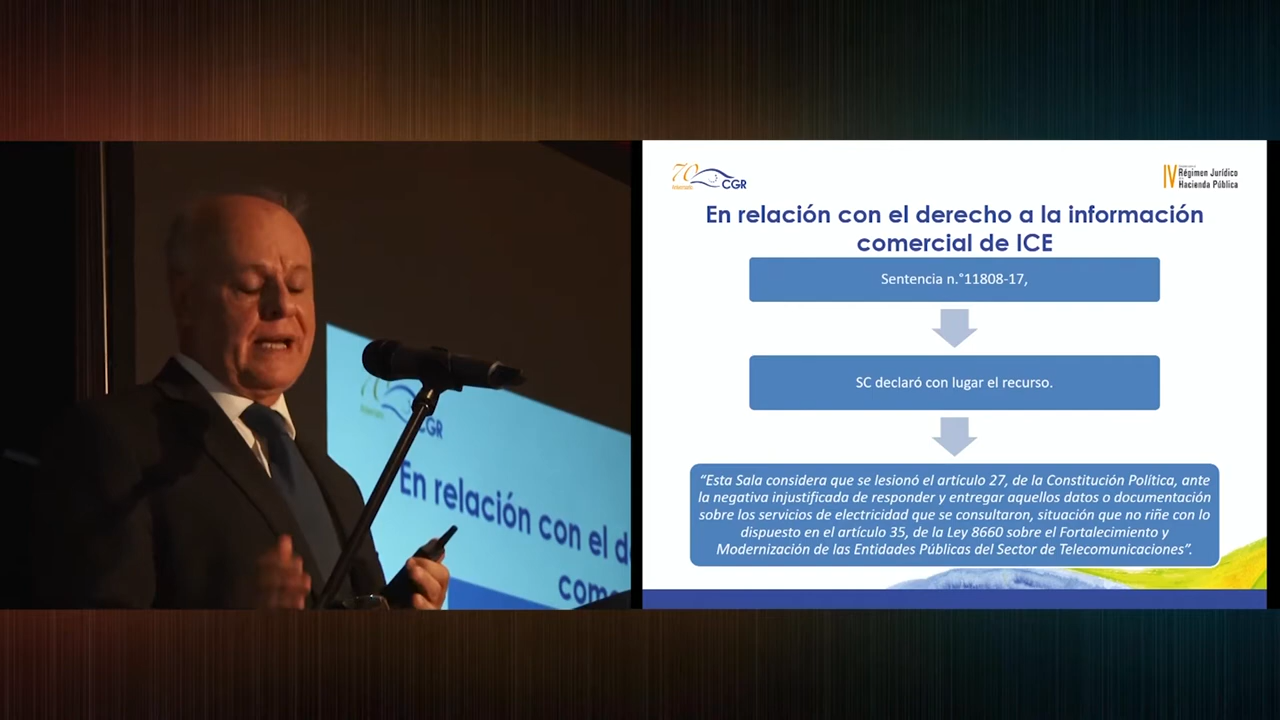 CGR
En relación con el d
com
70
Aniversario
CGR
IV
Régimen Jurídico
Hacienda Pública
En relación con el derecho a la información
comercial de ICE
Sentencia n.°11808-17,
SC declaró con lugar el recurso.
“Esta Sala considera que se lesionó el artículo 27, de la Constitución Política, ante
la negativa injustificada de responder y entregar aquellos datos o documentación
sobre los servicios de electricidad que se consultaron, situación que no riñe con lo
dispuesto en el artículo 35, de la Ley 8660 sobre el Fortalecimiento y
Modernización de las Entidades Públicas del Sector de Telecomunicaciones”.